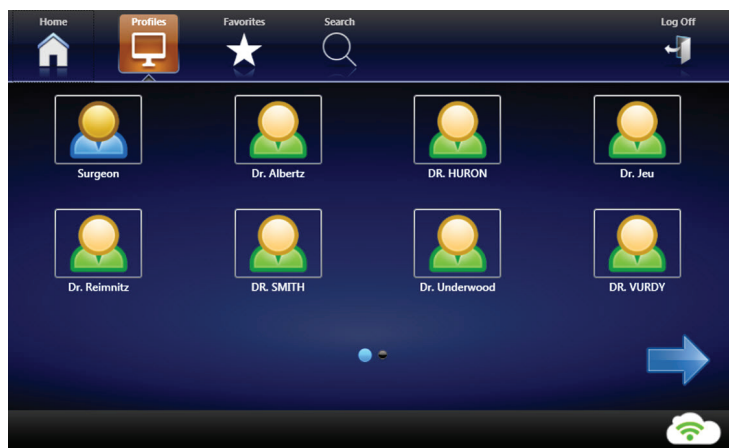 Home Profiles Favorites Search Log Off
Surgeon Dr. Albertz DR. HURON Dr. Jeu
Dr. Reimnitz DR. SMITH Dr. Underwood DR. VURDY